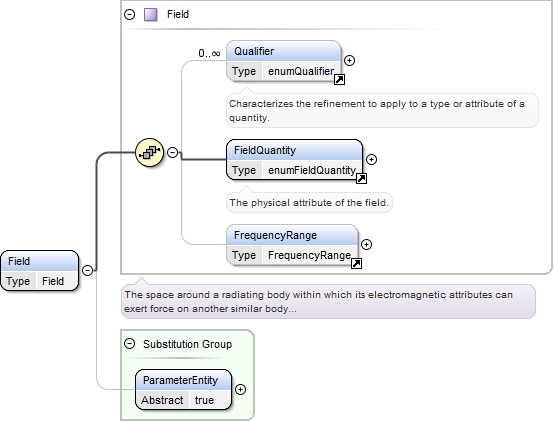 Field
0..∞
Qualifier
Type enumQualifier
Characterizes the refinement to apply to a type or attribute of a
quantity.
FieldQuantity
Type enumFieldQuantity
The physical attribute of the field.
FrequencyRange
Type FrequencyRange
Field
Type Field
The space around a radiating body within which its electromagnetic attributes can
exert force on another similar body...
Substitution Group
ParameterEntity
Abstract true